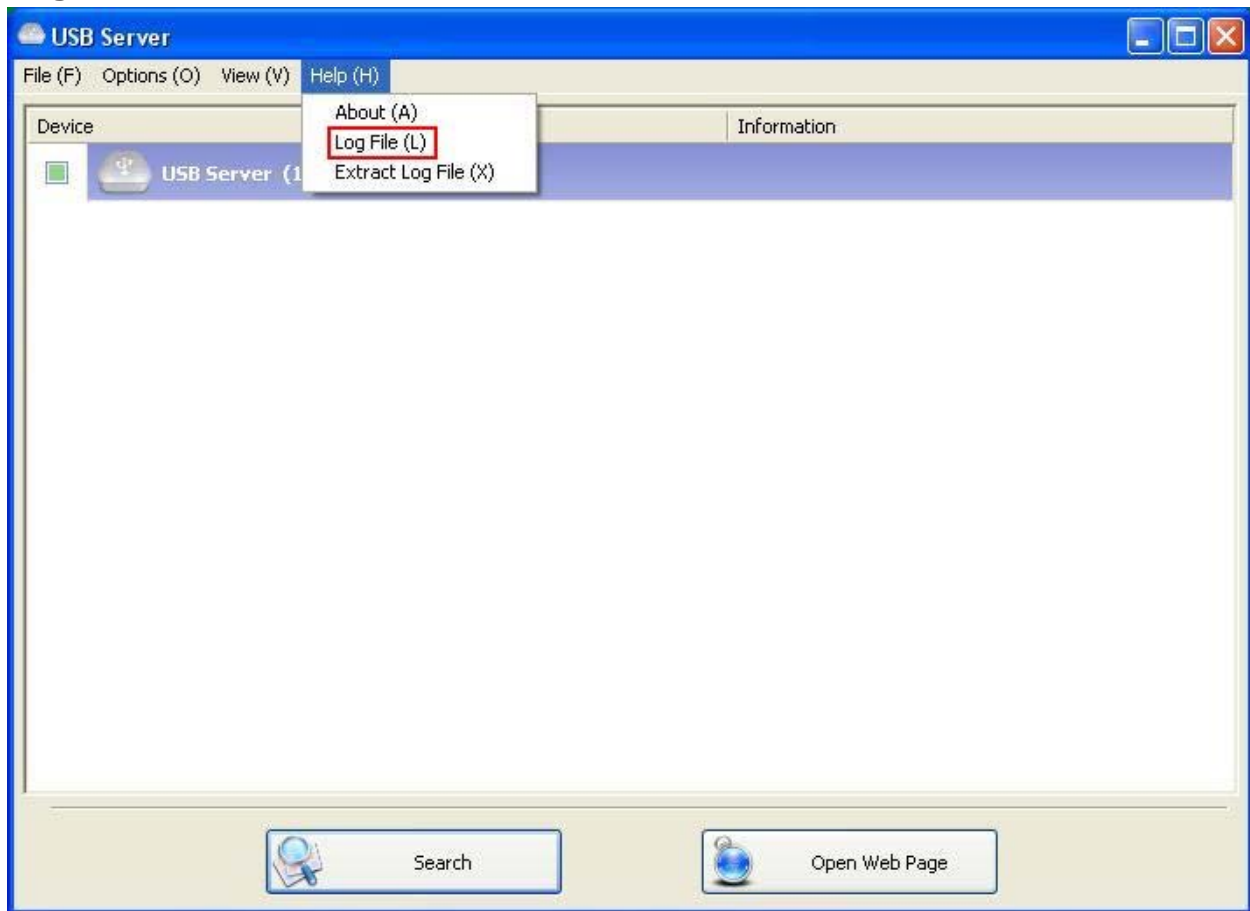 USB Server
File (F) Options (O) View (V) Help (H)
Device Information
About (A)
Log File (L)
Extract Log File (X)
USB Server (1
Search
Open Web Page